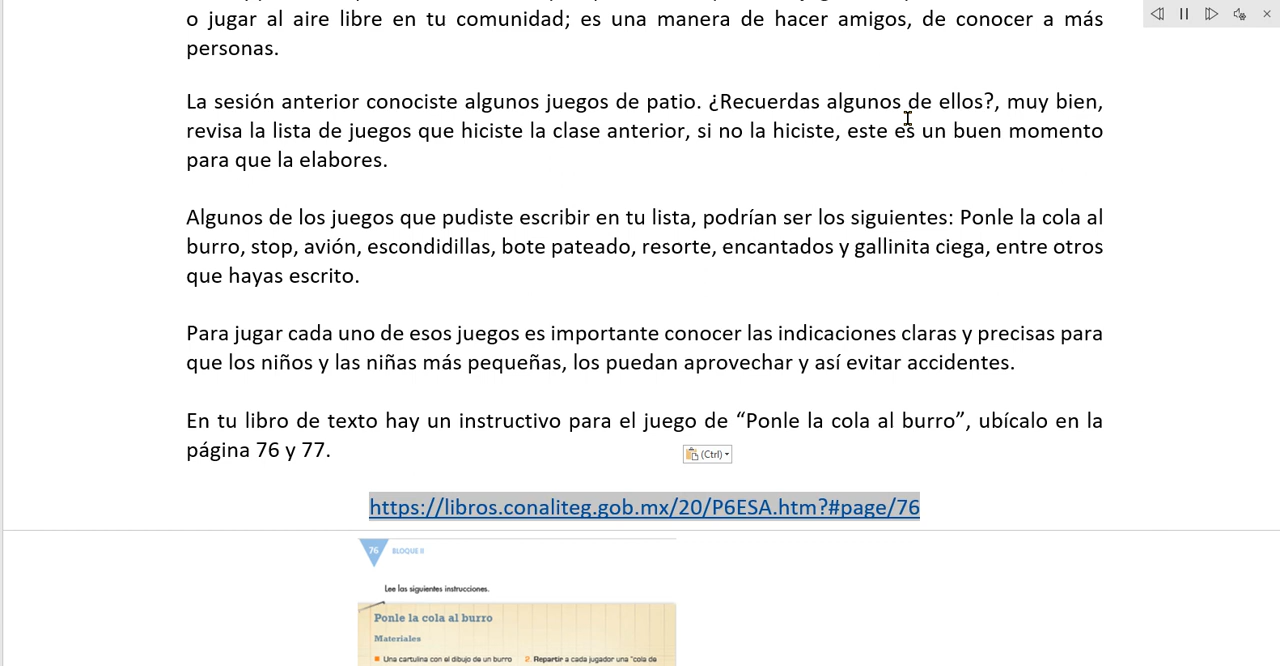 o jugar al aire libre en tu comunidad; es una manera de hacer amigos, de conocer a más
personas.
La sesión anterior conociste algunos juegos de patio. ¿Recuerdas algunos de ellos?, muy bien,
revisa la lista de juegos que hiciste la clase anterior, si no la hiciste, este es un buen momento
para que la elabores.
Algunos de los juegos que pudiste escribir en tu lista, podrían ser los siguientes: Ponle la cola al
burro, stop, avión, escondidillas, bote pateado, resorte, encantados y gallinita ciega, entre otros
que hayas escrito.
Para jugar cada uno de esos juegos es importante conocer las indicaciones claras y precisas para
que los niños y las niñas más pequeñas, los puedan aprovechar y así evitar accidentes.
En tu libro de texto hay un instructivo para el juego de “Ponle la cola al burro”, ubícalo en la
página 76 y 77.
(Ctrl)
https://libros.conaliteg.gob.mx/20/P6ESA.htm?#page/76
76 BLOQUE II
Lee las siguientes instrucciones.
Ponle la cola al burro
Materiales
Una cartulina con el dibujo de un burro
2. Repartir a cada jugador una "cola de